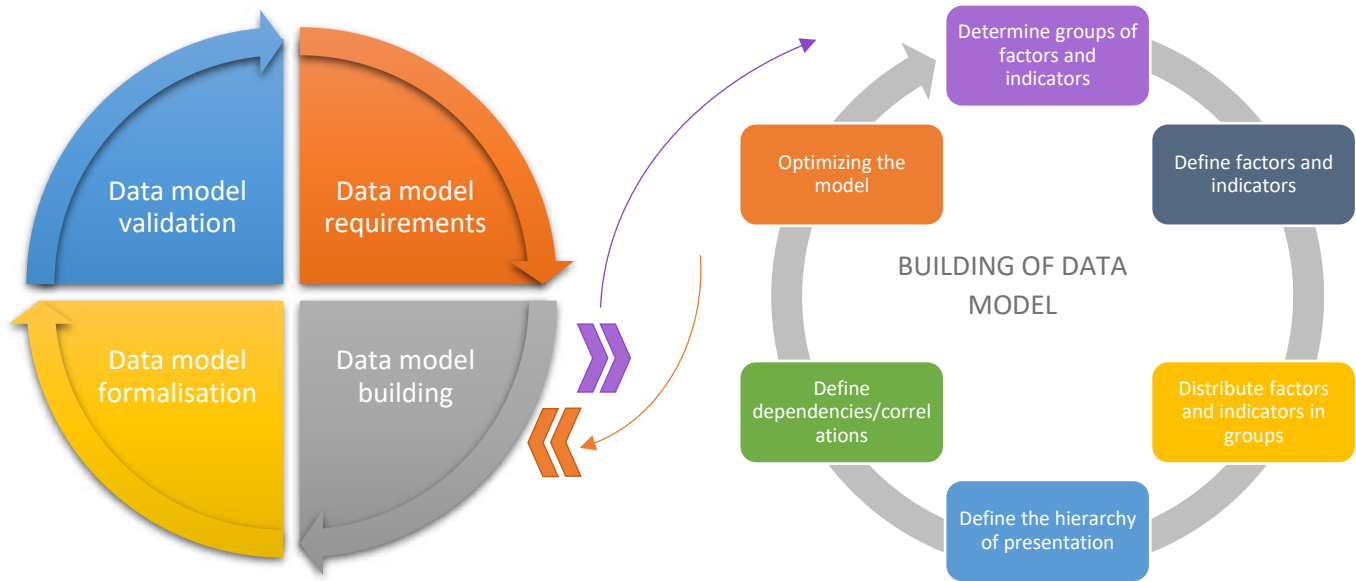 Data model
validation
Data model
requirements
Data model
formalisation
Data model
building
Determine groups of
factors and
indicators
Optimizing the
model
Define factors and
indicators
BUILDING OF DATA
MODEL
Define
dependencies/correl
ations
Distribute factors
and indicators in
groups
Define the hierarchy
of presentation